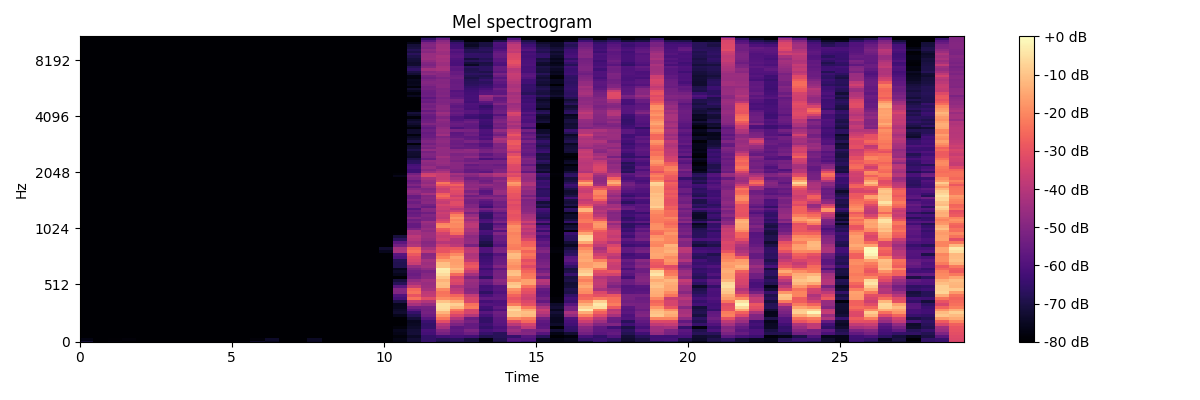 Mel spectrogram
8192
4096
2048
1024
512
0
Hz
0 5 10 15 20 25
Time
+0 dB
-10 dB
-20 dB
-30 dB
-40 dB
-50 dB
-60 dB
-70 dB
-80 dB